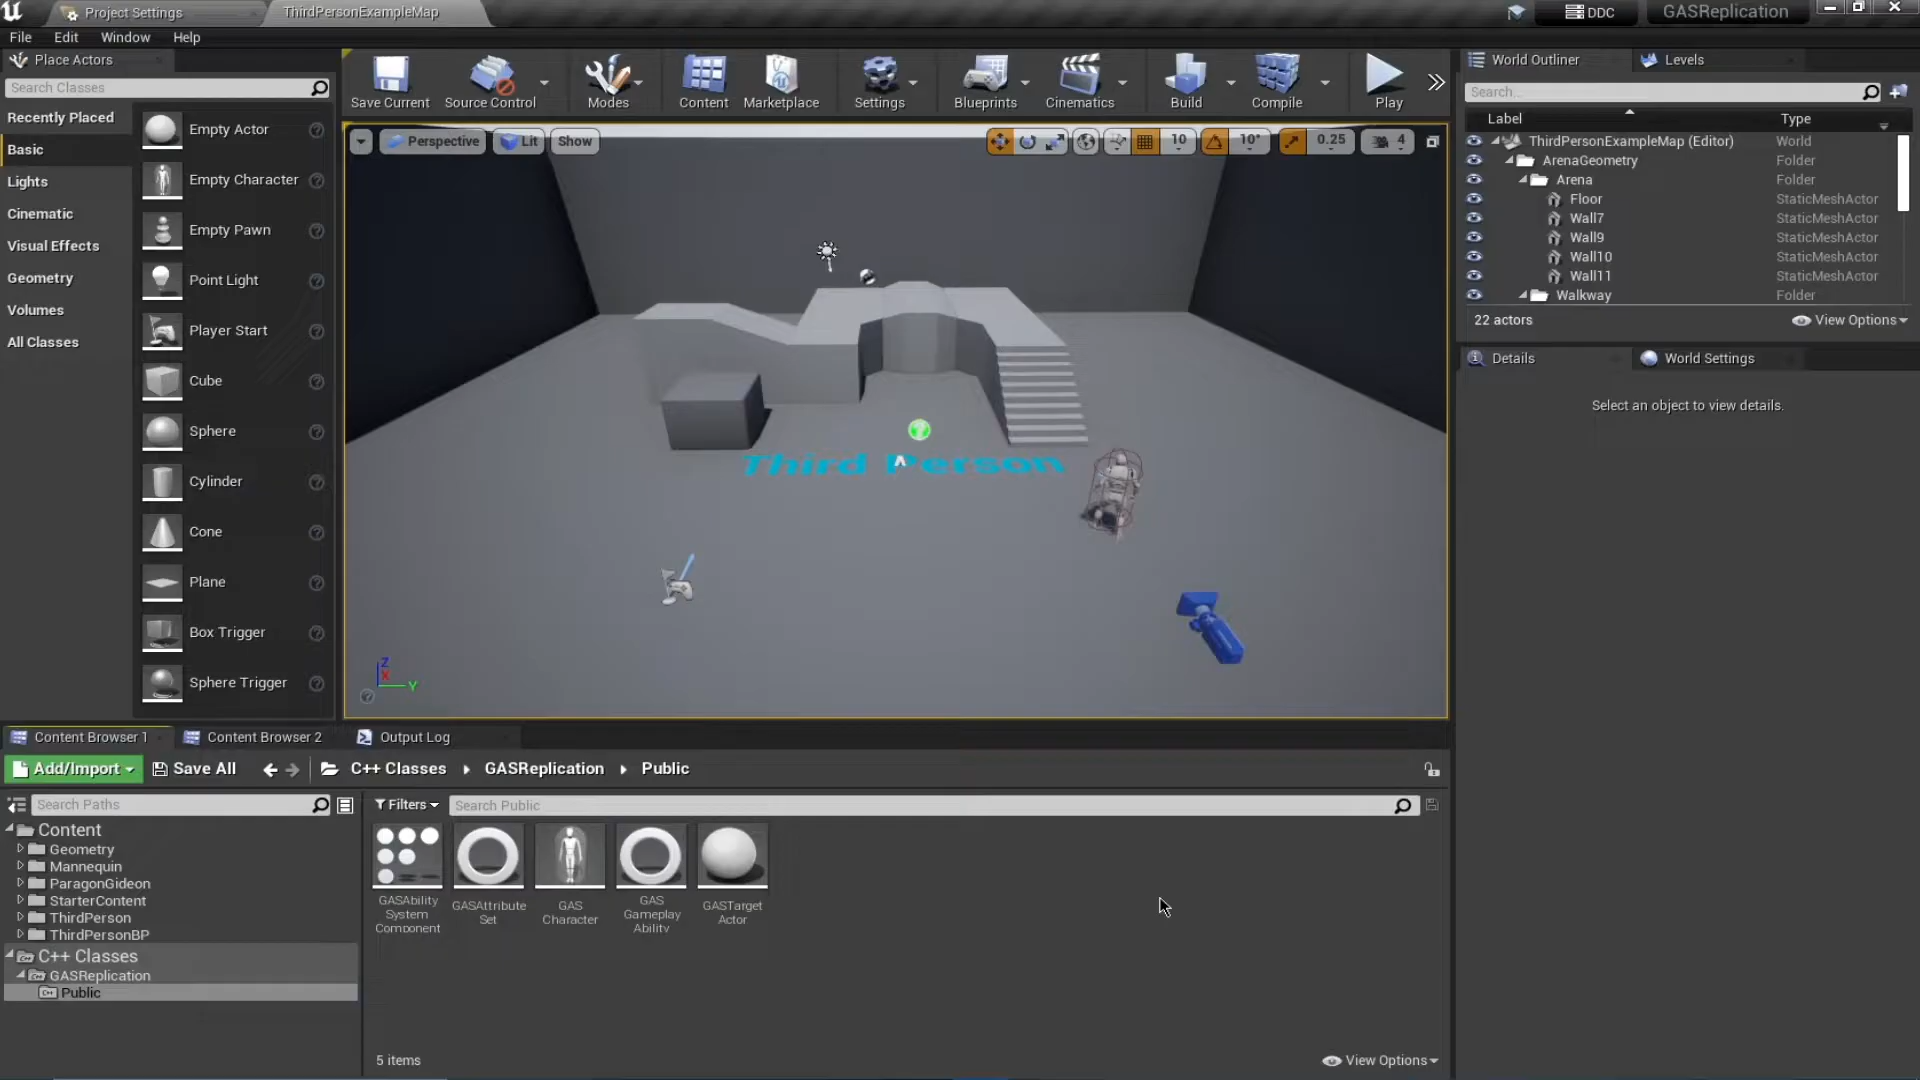 Project Settings
ThirdPersonExampleMap
DDC
GASReplication
File Edit Window Help
Place Actors
Search Classes
Recently Placed
Basic
Lights
Cinematic
Visual Effects
Geometry
Volumes
All Classes
Empty Actor
Empty Character
Empty Pawn
Point Light
Player Start
Cube
Sphere
Cylinder
Cone
Plane
Box Trigger
Sphere Trigger
Save Current
Source Control
Modes
Content
Marketplace
Settings
Blueprints
Cinematics
Build
Compile
Play
Perspective
Lit
Show
10
10°
0.25
4
Third Person
Z
X
Y
World Outliner
Levels
Search...
Label Type
ThirdPersonExampleMap (Editor) World
ArenaGeometry Folder
Arena Folder
Floor StaticMeshActor
Wall7 StaticMeshActor
Wall9 StaticMeshActor
Wall10 StaticMeshActor
Wall11 StaticMeshActor
Walkway Folder
22 actors
View Options
Details
World Settings
Select an object to view details.
Content Browser 1
Content Browser 2
Output Log
Add/Import
Save All
C++ Classes
GASReplication
Public
Search Paths
Filters
Search Public
Content
Geometry
Mannequin
ParagonGideon
StarterContent
ThirdPerson
ThirdPersonBP
C++ Classes
GASReplication
Public
GASAbility
System
Component
GASAttribute
Set
GAS
Character
GAS
Gameplay
Ability
GASTarget
Actor
5 items
View Options